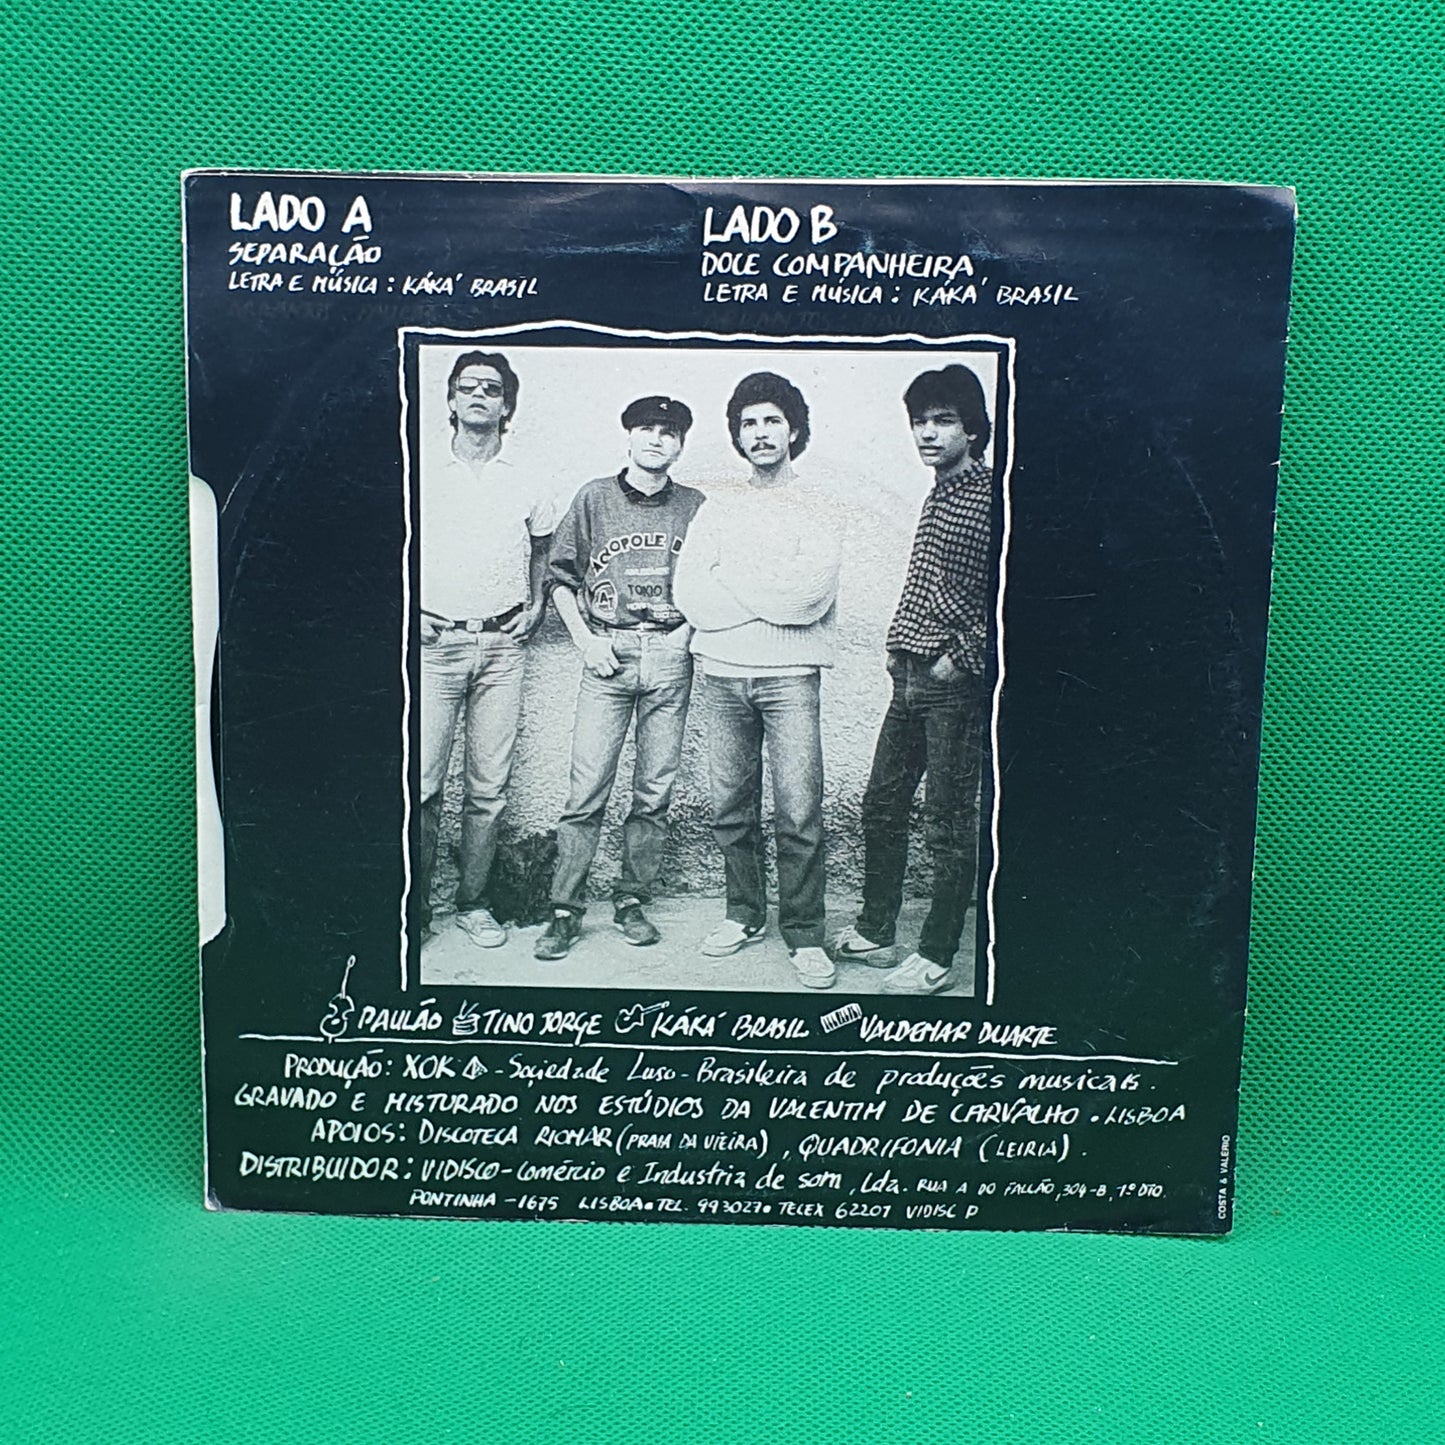 LADO A
SEPARAÇÃO
LETRA E MÚSICA : KÁKÁ BRASIL
LADO B
DOCE COMPANHEIRA
LETRA E MÚSICA : KÁKÁ BRASIL
ACROPOLE
TOKIO
PAULÃO TINO JORGE KÁKÁ BRASIL VALDEMAR DUARTE
PRODUÇÃO: XOK - Sociedade Luso-Brasileira de produções musicais.
GRAVADO E MISTURADO NOS ESTÚDIOS DA VALENTIM DE CARVALHO . LISBOA
APOIOS: DISCOTECA RIOMAR (PRAIA DA VIEIRA), QUADRIFONIA (LEIRIA).
DISTRIBUIDOR: VIDISCO - Comércio e Industria de som, Lda. RUA A DO FALCÃO, 304-B, 1º DTO.
PONTINHA - 1675 LISBOA • TEL. 993027 • TELEX 62201 VIDISC P
COSTA & VALÉRIO